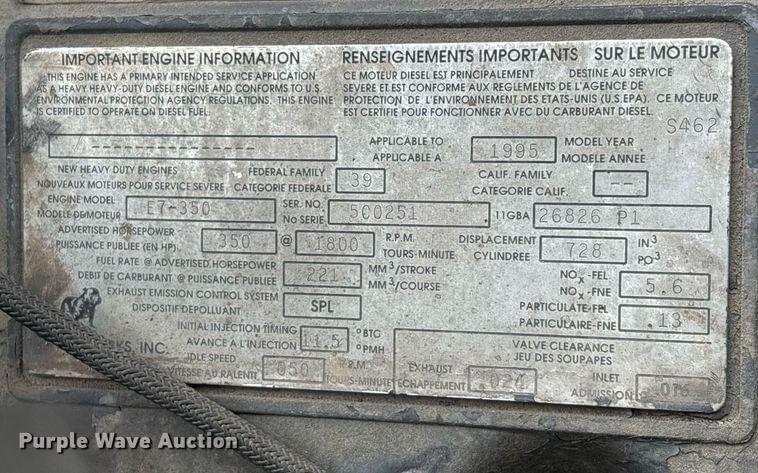 IMPORTANT ENGINE INFORMATION
THIS ENGINE HAS A PRIMARY INTENDED SERVICE APPLICATION
AS A HEAVY HEAVY-DUTY DIESEL ENGINE AND CONFORMS TO U.S.
ENVIRONMENTAL PROTECTION AGENCY REGULATIONS. THIS ENGINE
IS CERTIFIED TO OPERATE ON DIESEL FUEL.
RENSEIGNEMENTS IMPORTANTS SUR LE MOTEUR
CE MOTEUR DIESEL EST PRINCIPALEMENT DESTINE AU SERVICE
SEVERE ET EST CONFORME AUX REGLEMENTS DE L'AGENCE DE
PROTECTION DE L'ENVIRONNEMENT DES ETATS-UNIS (U.S.EPA). CE MOTEUR
EST CERTIFIE POUR FONCTIONNER AVEC DU CARBURANT DIESEL.
S462
APPLICABLE TO 1995 MODEL YEAR
APPLICABLE A MODELE ANNEE
NEW HEAVY DUTY ENGINES FEDERAL FAMILY 39 CALIF. FAMILY --
NOUVEAUX MOTEURS POUR SERVICE SEVERE CATEGORIE FEDERALE CATEGORIE CALIF.
ENGINE MODEL E7-350 SER. NO. 500251 11GBA 26826 P1
MODELE DE MOTEUR No SERIE
ADVERTISED HORSEPOWER 350 @ 1800 R.P.M. DISPLACEMENT 728 IN3
PUISSANCE PUBLIEE (EN HP) TOURS-MINUTE CYLINDREE PO3
FUEL RATE @ ADVERTISED HORSEPOWER 221 MM3/STROKE NOx-FEL 5.6
DEBIT DE CARBURANT @ PUISSANCE PUBLIEE MM3/COURSE NOx-FNE
EXHAUST EMISSION CONTROL SYSTEM SPL PARTICULATE-FEL .13
DISPOSITIF DEPOLLUANT PARTICULAIRE-FNE
INITIAL INJECTION TIMING 11.5 °BTC
AVANCE A L'INJECTION °PMH
VALVE CLEARANCE
JEU DES SOUPAPES
INC.
IDLE SPEED 650
VITESSE AU RALENTI TOURS-MINUTE
EXHAUST .024 INLET .016
ECHAPPEMENT ADMISSION
Purple Wave Auction